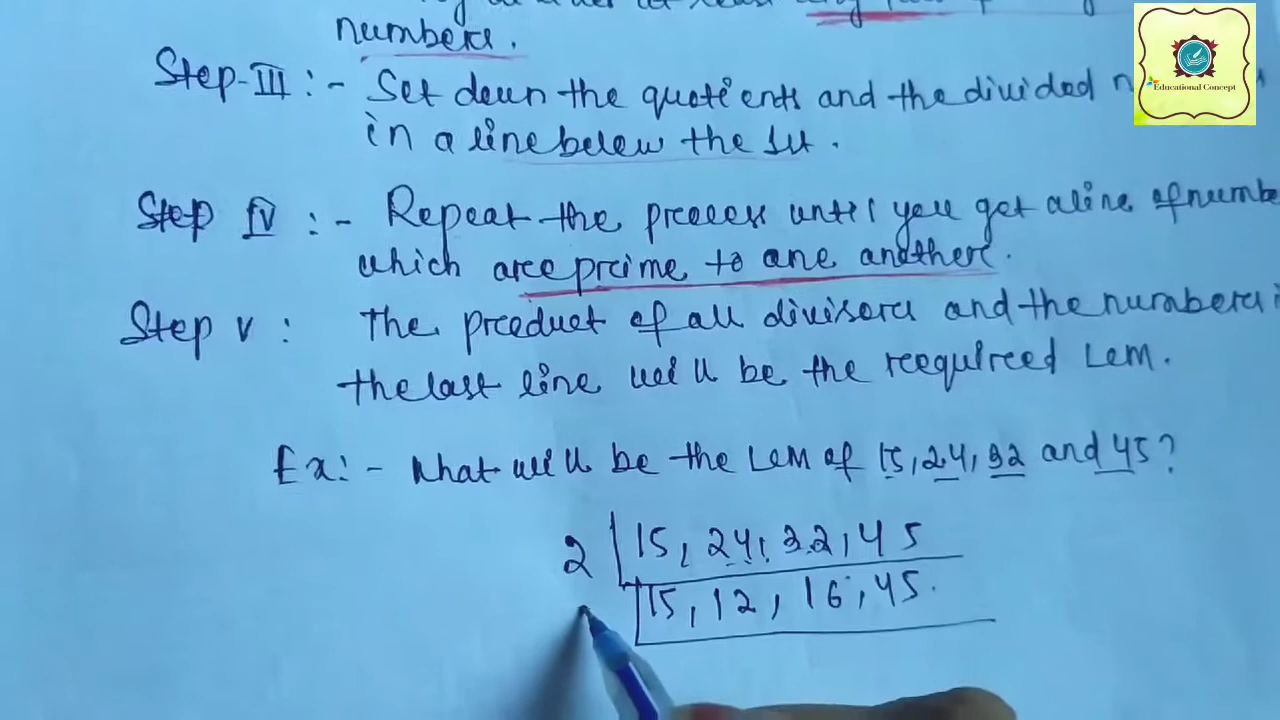 numbers.
Step-III :- Set down the quotients and the divided
in a line below the 1st.
Step IV :- Repeat the process until you get a line of numbe
which are prime to one another.
Step V : The product of all divisors and the numbers i
the last line will be the required Lcm.
Ex:- What will be the Lcm of 15, 24, 32 and 45?
2 | 15, 24, 32, 45
15, 12, 16, 45.
Educational Concept